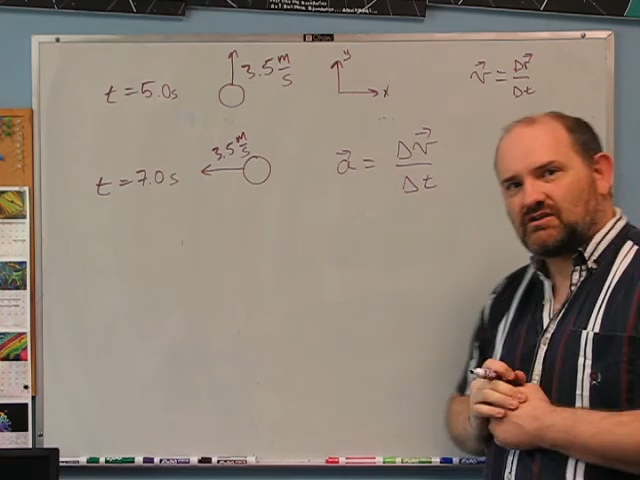 t = 5.0s 3.5 m/s y x v⃗ = Δr⃗/Δt
t = 7.0s 3.5 m/s a⃗ = Δv⃗/Δt